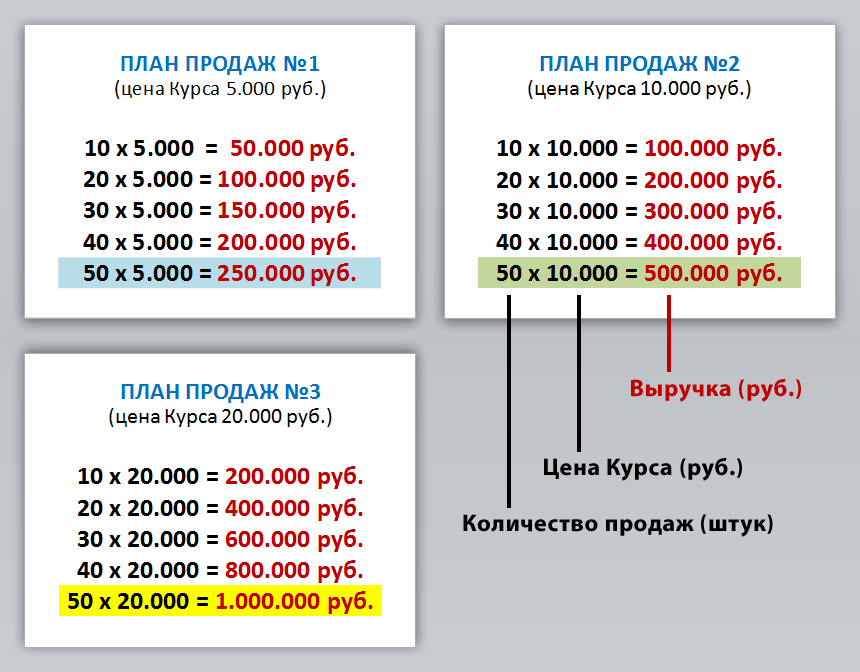 ПЛАН ПРОДАЖ №1
(цена Курса 5.000 руб.)
10 x 5.000 = 50.000 руб.
20 x 5.000 = 100.000 руб.
30 x 5.000 = 150.000 руб.
40 x 5.000 = 200.000 руб.
50 x 5.000 = 250.000 руб.
ПЛАН ПРОДАЖ №2
(цена Курса 10.000 руб.)
10 x 10.000 = 100.000 руб.
20 x 10.000 = 200.000 руб.
30 x 10.000 = 300.000 руб.
40 x 10.000 = 400.000 руб.
50 x 10.000 = 500.000 руб.
Выручка (руб.)
Цена Курса (руб.)
Количество продаж (штук)
ПЛАН ПРОДАЖ №3
(цена Курса 20.000 руб.)
10 x 20.000 = 200.000 руб.
20 x 20.000 = 400.000 руб.
30 x 20.000 = 600.000 руб.
40 x 20.000 = 800.000 руб.
50 x 20.000 = 1.000.000 руб.